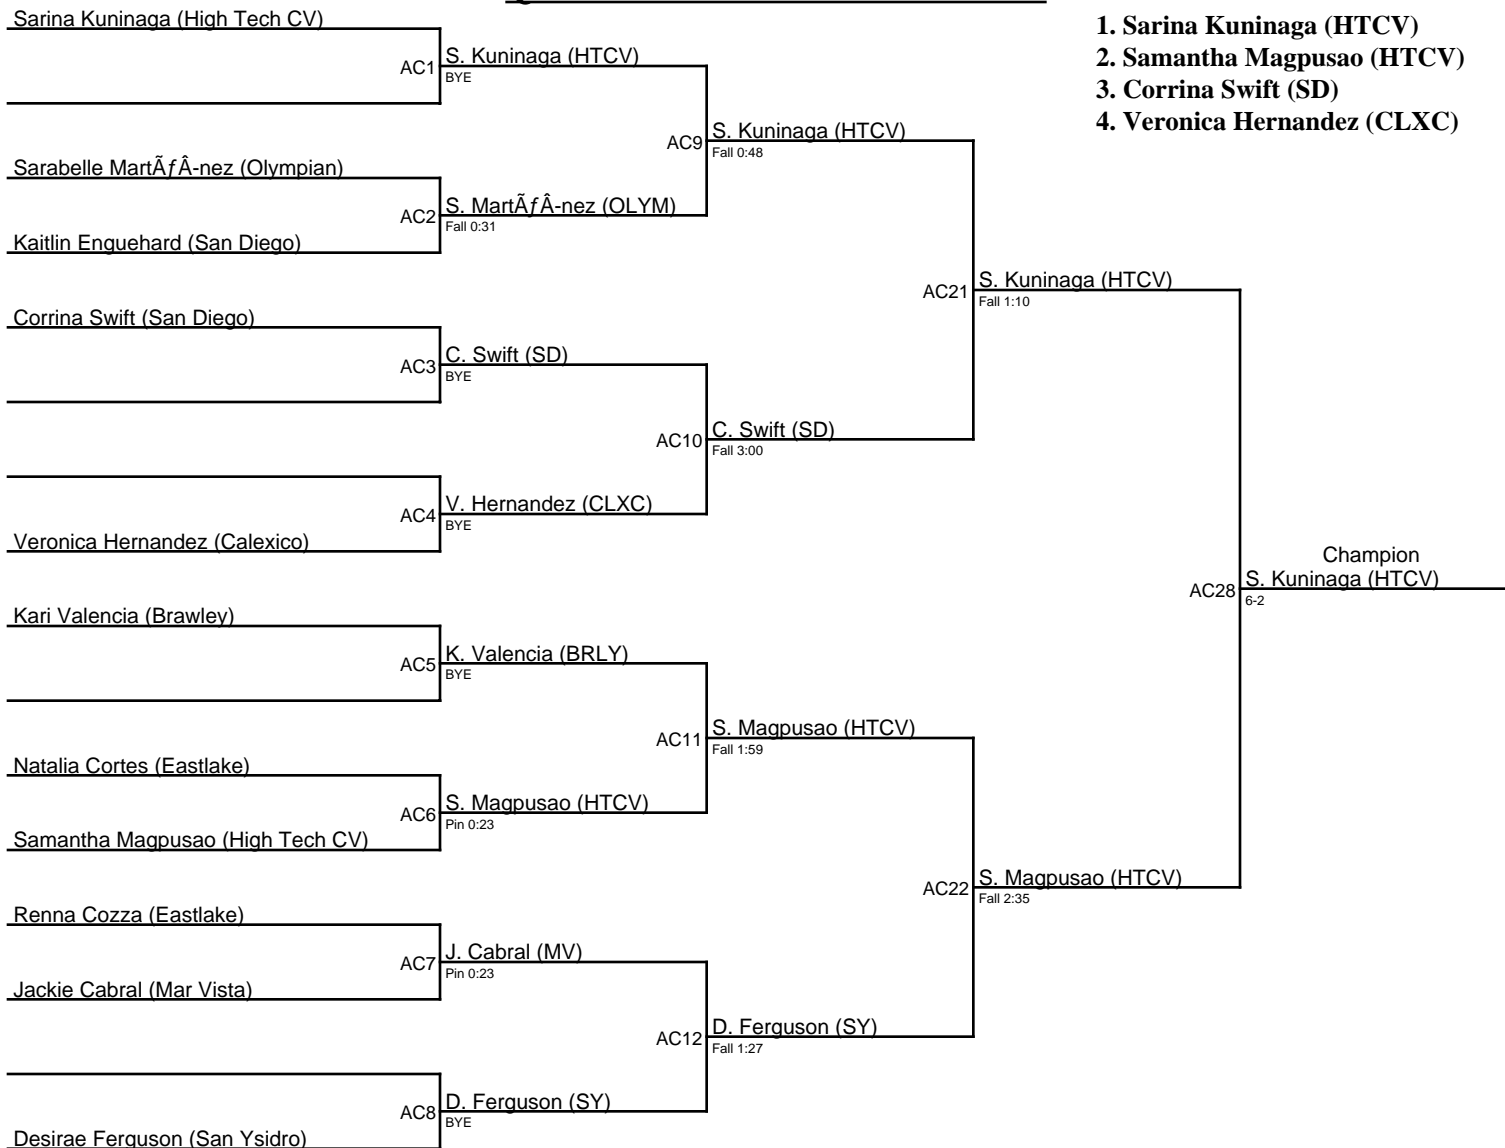 Sarina Kuninaga (High Tech CV)
AC1
S. Kuninaga (HTCV)
BYE
Sarabelle MartÃƒÂ-nez (Olympian)
AC2
S. MartÃƒÂ-nez (OLYM)
Fall 0:31
Kaitlin Enguehard (San Diego)
AC9
S. Kuninaga (HTCV)
Fall 0:48
Corrina Swift (San Diego)
AC3
C. Swift (SD)
BYE
AC10
C. Swift (SD)
Fall 3:00
AC4
V. Hernandez (CLXC)
BYE
Veronica Hernandez (Calexico)
AC21
S. Kuninaga (HTCV)
Fall 1:10
Kari Valencia (Brawley)
AC5
K. Valencia (BRLY)
BYE
AC11
S. Magpusao (HTCV)
Fall 1:59
Natalia Cortes (Eastlake)
AC6
S. Magpusao (HTCV)
Pin 0:23
Samantha Magpusao (High Tech CV)
AC22
S. Magpusao (HTCV)
Fall 2:35
Renna Cozza (Eastlake)
AC7
J. Cabral (MV)
Pin 0:23
Jackie Cabral (Mar Vista)
AC12
D. Ferguson (SY)
Fall 1:27
AC8
D. Ferguson (SY)
BYE
Desirae Ferguson (San Ysidro)
Champion
AC28
S. Kuninaga (HTCV)
6-2
1. Sarina Kuninaga (HTCV)
2. Samantha Magpusao (HTCV)
3. Corrina Swift (SD)
4. Veronica Hernandez (CLXC)